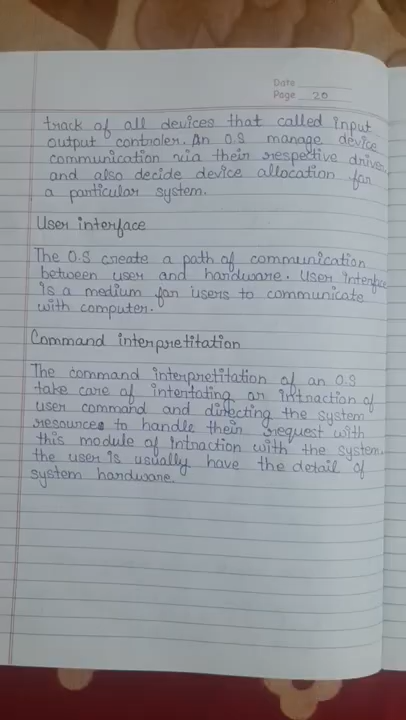 Date
Page 20
track of all devices that called input
output controler. An O.S manage device
communication via their respective driver
and also decide device allocation for
a particular system.
User interface
The O.S create a path of communication
between user and hardware. User interface
is a medium for users to communicate
with computer.
Command interpretitation
The command interpretitation of an O.S
take care of intentating or intraction of
user command and directing the system
resources to handle their request with
this module of intraction with the system.
the user is usually have the detail of
system hardware.